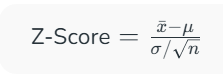 Z-Score = x̄−μ / σ/√n